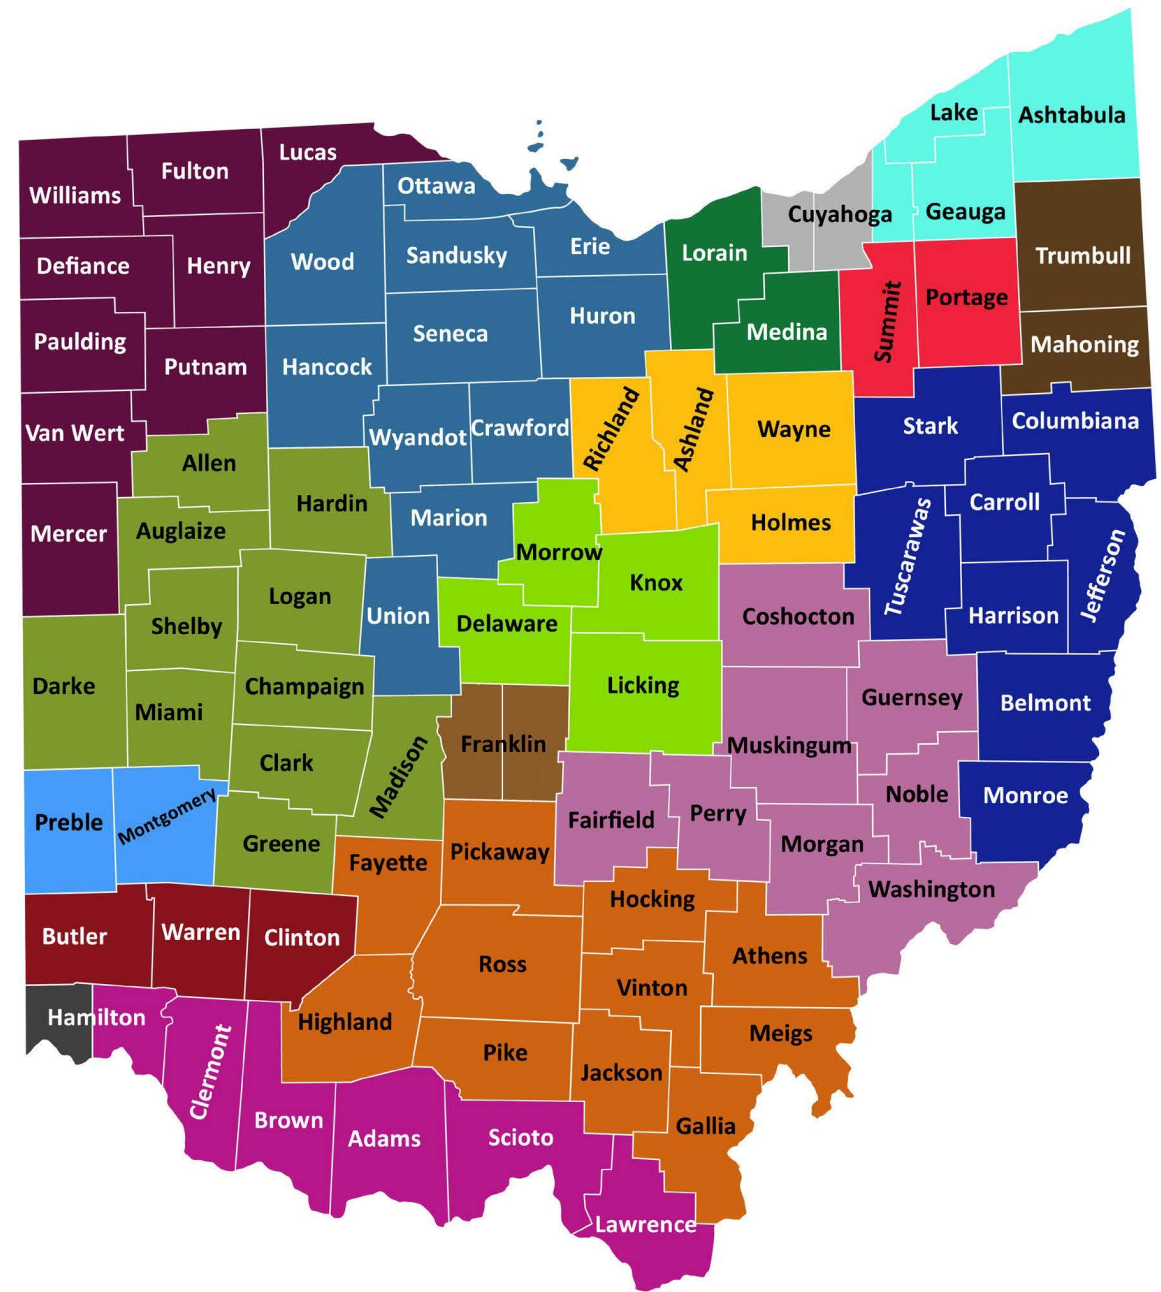 Lake
Ashtabula
Lucas
Fulton
Williams
Ottawa
Cuyahoga
Geauga
Erie
Lorain
Sandusky
Wood
Henry
Defiance
Trumbull
Portage
Summit
Huron
Medina
Seneca
Paulding
Mahoning
Putnam
Hancock
Van Wert
Wyandot
Crawford
Richland
Ashland
Wayne
Stark
Columbiana
Allen
Hardin
Marion
Carroll
Mercer
Auglaize
Holmes
Morrow
Tuscarawas
Jefferson
Knox
Logan
Union
Delaware
Coshocton
Harrison
Shelby
Darke
Champaign
Licking
Guernsey
Belmont
Miami
Franklin
Muskingum
Clark
Madison
Noble
Monroe
Preble
Montgomery
Fairfield
Perry
Greene
Fayette
Pickaway
Morgan
Hocking
Washington
Butler
Warren
Clinton
Ross
Athens
Vinton
Hamilton
Highland
Meigs
Pike
Jackson
Clermont
Brown
Adams
Scioto
Gallia
Lawrence